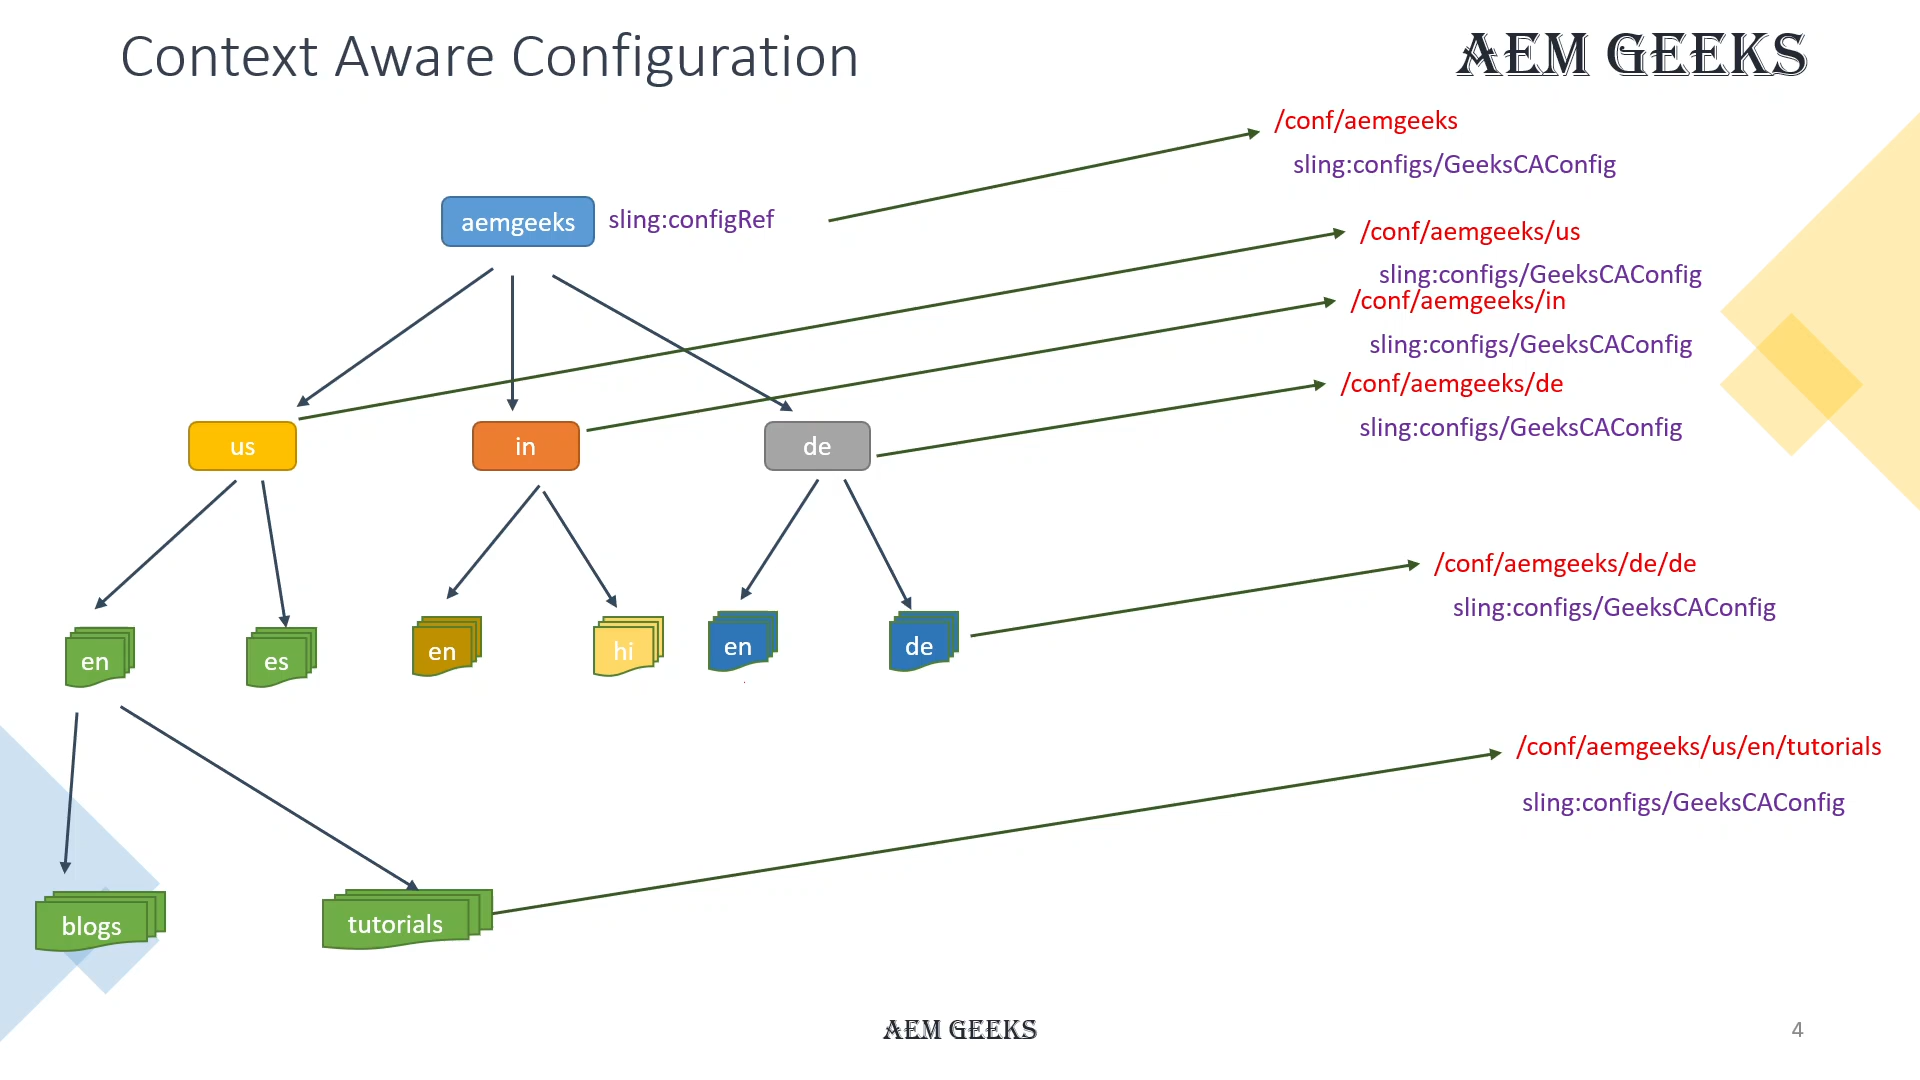 Context Aware Configuration
AEM GEEKS
/conf/aemgeeks
sling:configs/GeeksCAConfig
aemgeeks
sling:configRef
/conf/aemgeeks/us
sling:configs/GeeksCAConfig
/conf/aemgeeks/in
sling:configs/GeeksCAConfig
/conf/aemgeeks/de
sling:configs/GeeksCAConfig
us
in
de
/conf/aemgeeks/de/de
sling:configs/GeeksCAConfig
en
es
en
hi
en
de
/conf/aemgeeks/us/en/tutorials
sling:configs/GeeksCAConfig
blogs
tutorials
AEM GEEKS
4